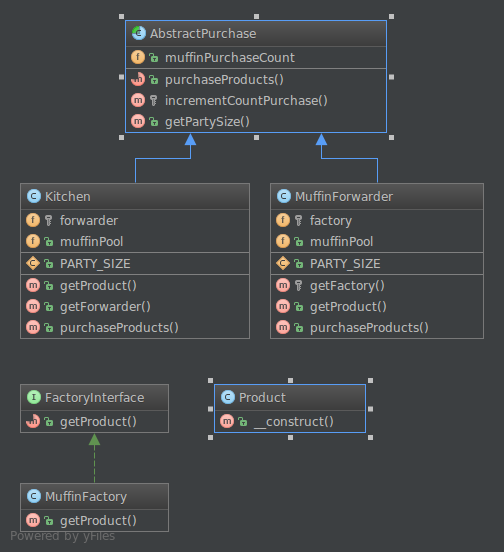 AbstractPurchase
muffinPurchaseCount
purchaseProducts()
incrementCountPurchase()
getPartySize()
Kitchen
forwarder
muffinPool
PARTY_SIZE
getProduct()
getForwarder()
purchaseProducts()
MuffinForwarder
factory
muffinPool
PARTY_SIZE
getFactory()
getProduct()
purchaseProducts()
FactoryInterface
getProduct()
Product
__construct()
MuffinFactory
getProduct()
Powered by yFiles